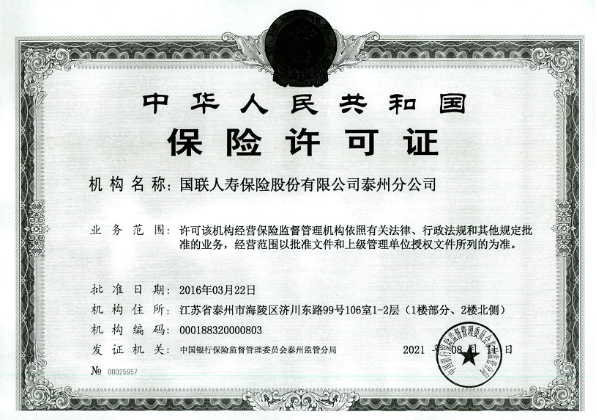 中华人民共和国
保险许可证
机构名称：国联人寿保险股份有限公司泰州分公司
业务范围：许可该机构经营保险监督管理机构依照有关法律、行政法规和其他规定批
准的业务，经营范围以批准文件和上级管理单位授权文件所列的为准。
批准日期：2016年03月22日
机构住所：江苏省泰州市海陵区济川东路99号106室1-2层（1楼部分、2楼北侧）
机构编码：000188320000803
发证机关：中国银行保险监督管理委员会泰州监管分局
2021 年 08 月 11 日
№ 00025957